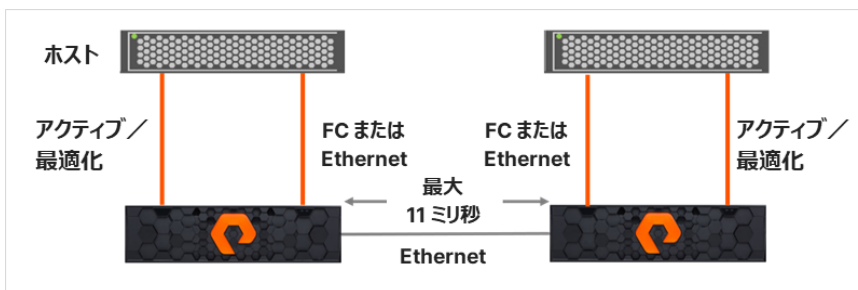 ホスト
アクティブ／
最適化
FC または
Ethernet
FC または
Ethernet
アクティブ／
最適化
最大
11 ミリ秒
Ethernet